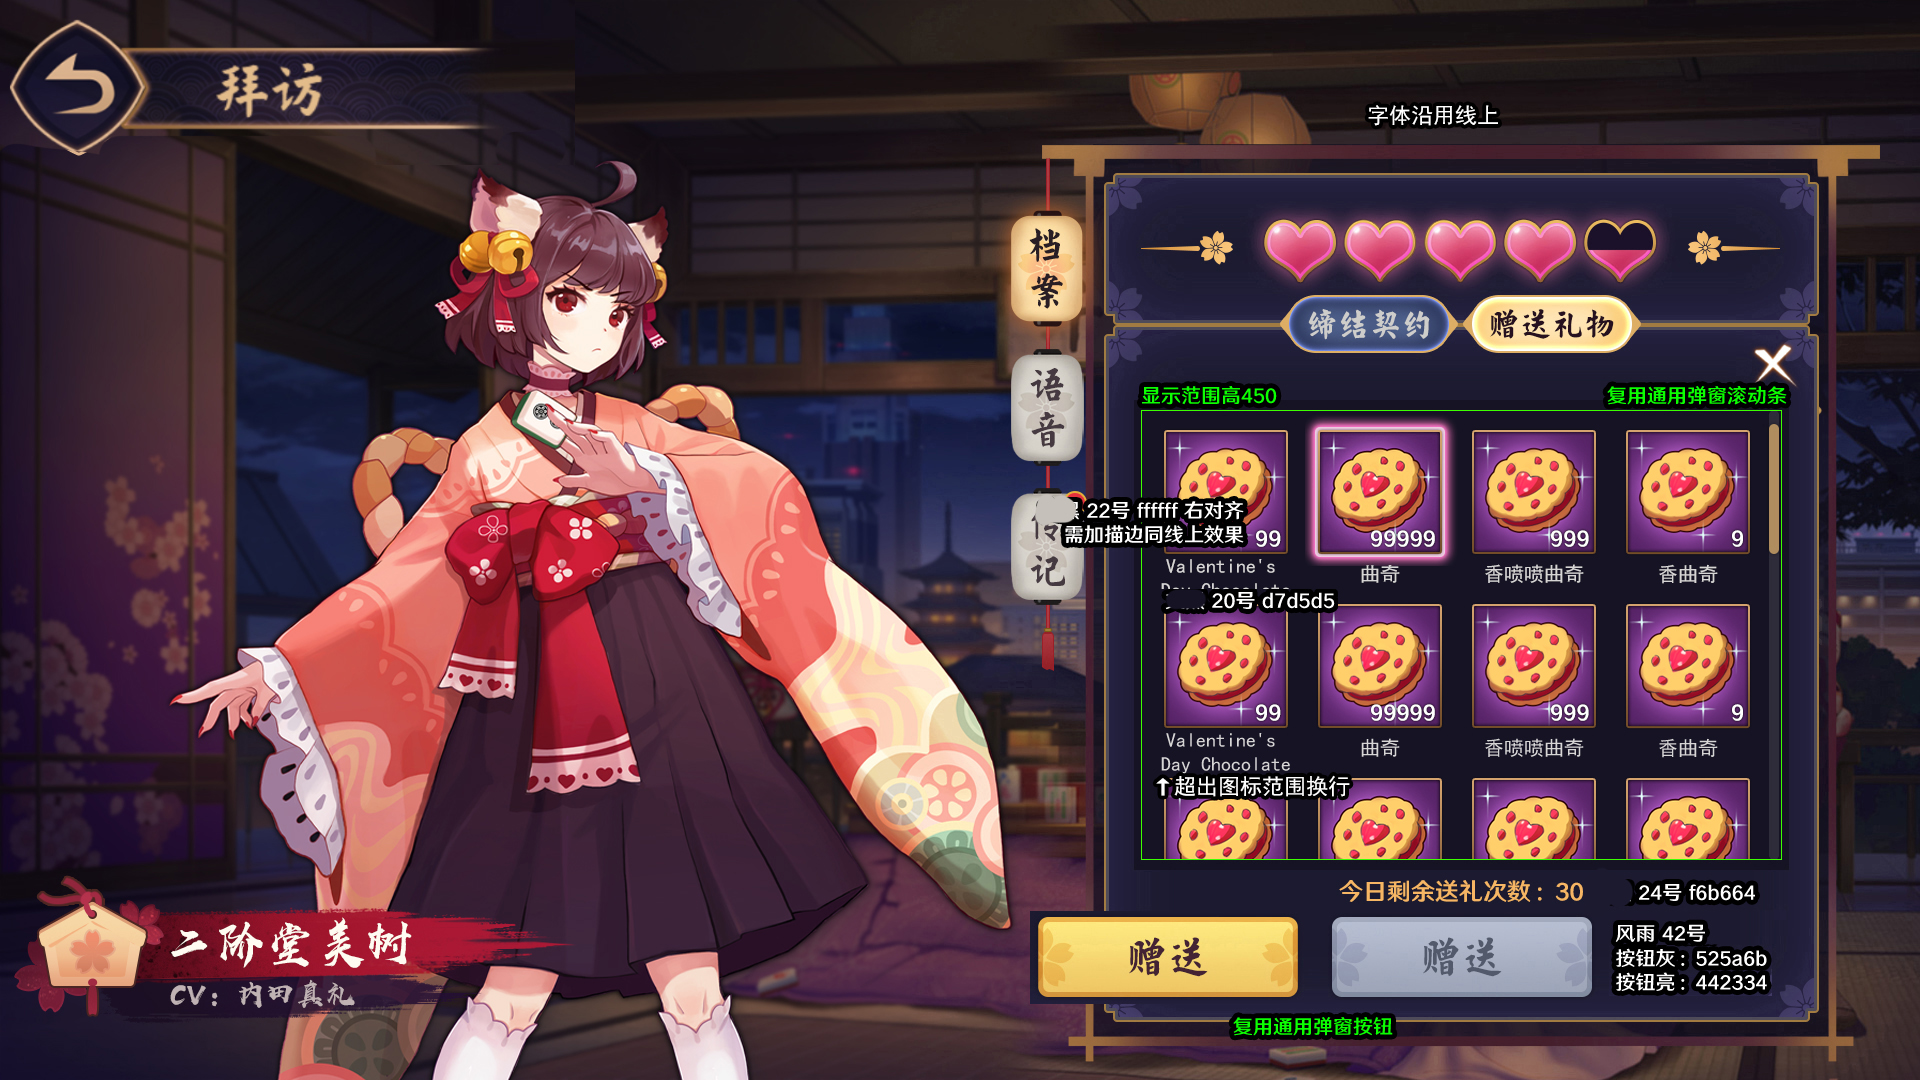 拜访
字体沿用线上
档案
语音
传记
缔结契约
赠送礼物
显示范围高450
复用通用弹窗滚动条
22号 ffffff 右对齐
需加描边同线上效果
99
99999
999
9
Valentine's
Day Chocolate
曲奇
香喷喷曲奇
香曲奇
20号 d7d5d5
99
99999
999
9
Valentine's
Day Chocolate
曲奇
香喷喷曲奇
香曲奇
↑超出图标范围换行
今日剩余送礼次数：30
24号 f6b664
赠送
赠送
风雨 42号
按钮灰：525a6b
按钮亮：442334
复用通用弹窗按钮
二阶堂美树
CV：内田真礼